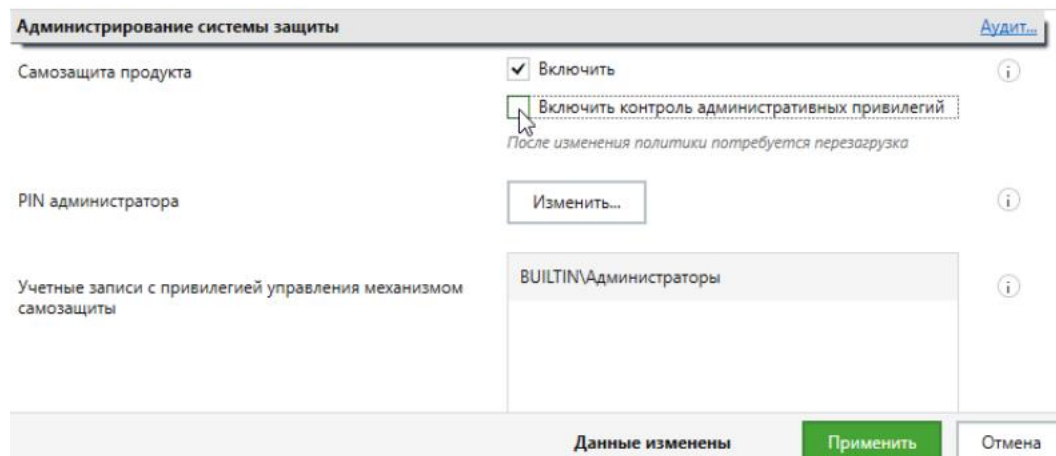 Администрирование системы защиты Аудит...
Самозащита продукта Включить
Включить контроль административных привилегий
После изменения политики потребуется перезагрузка
PIN администратора Изменить...
BUILTIN\Администраторы
Учетные записи с привилегией управления механизмом
самозащиты
Данные изменены Применить Отмена